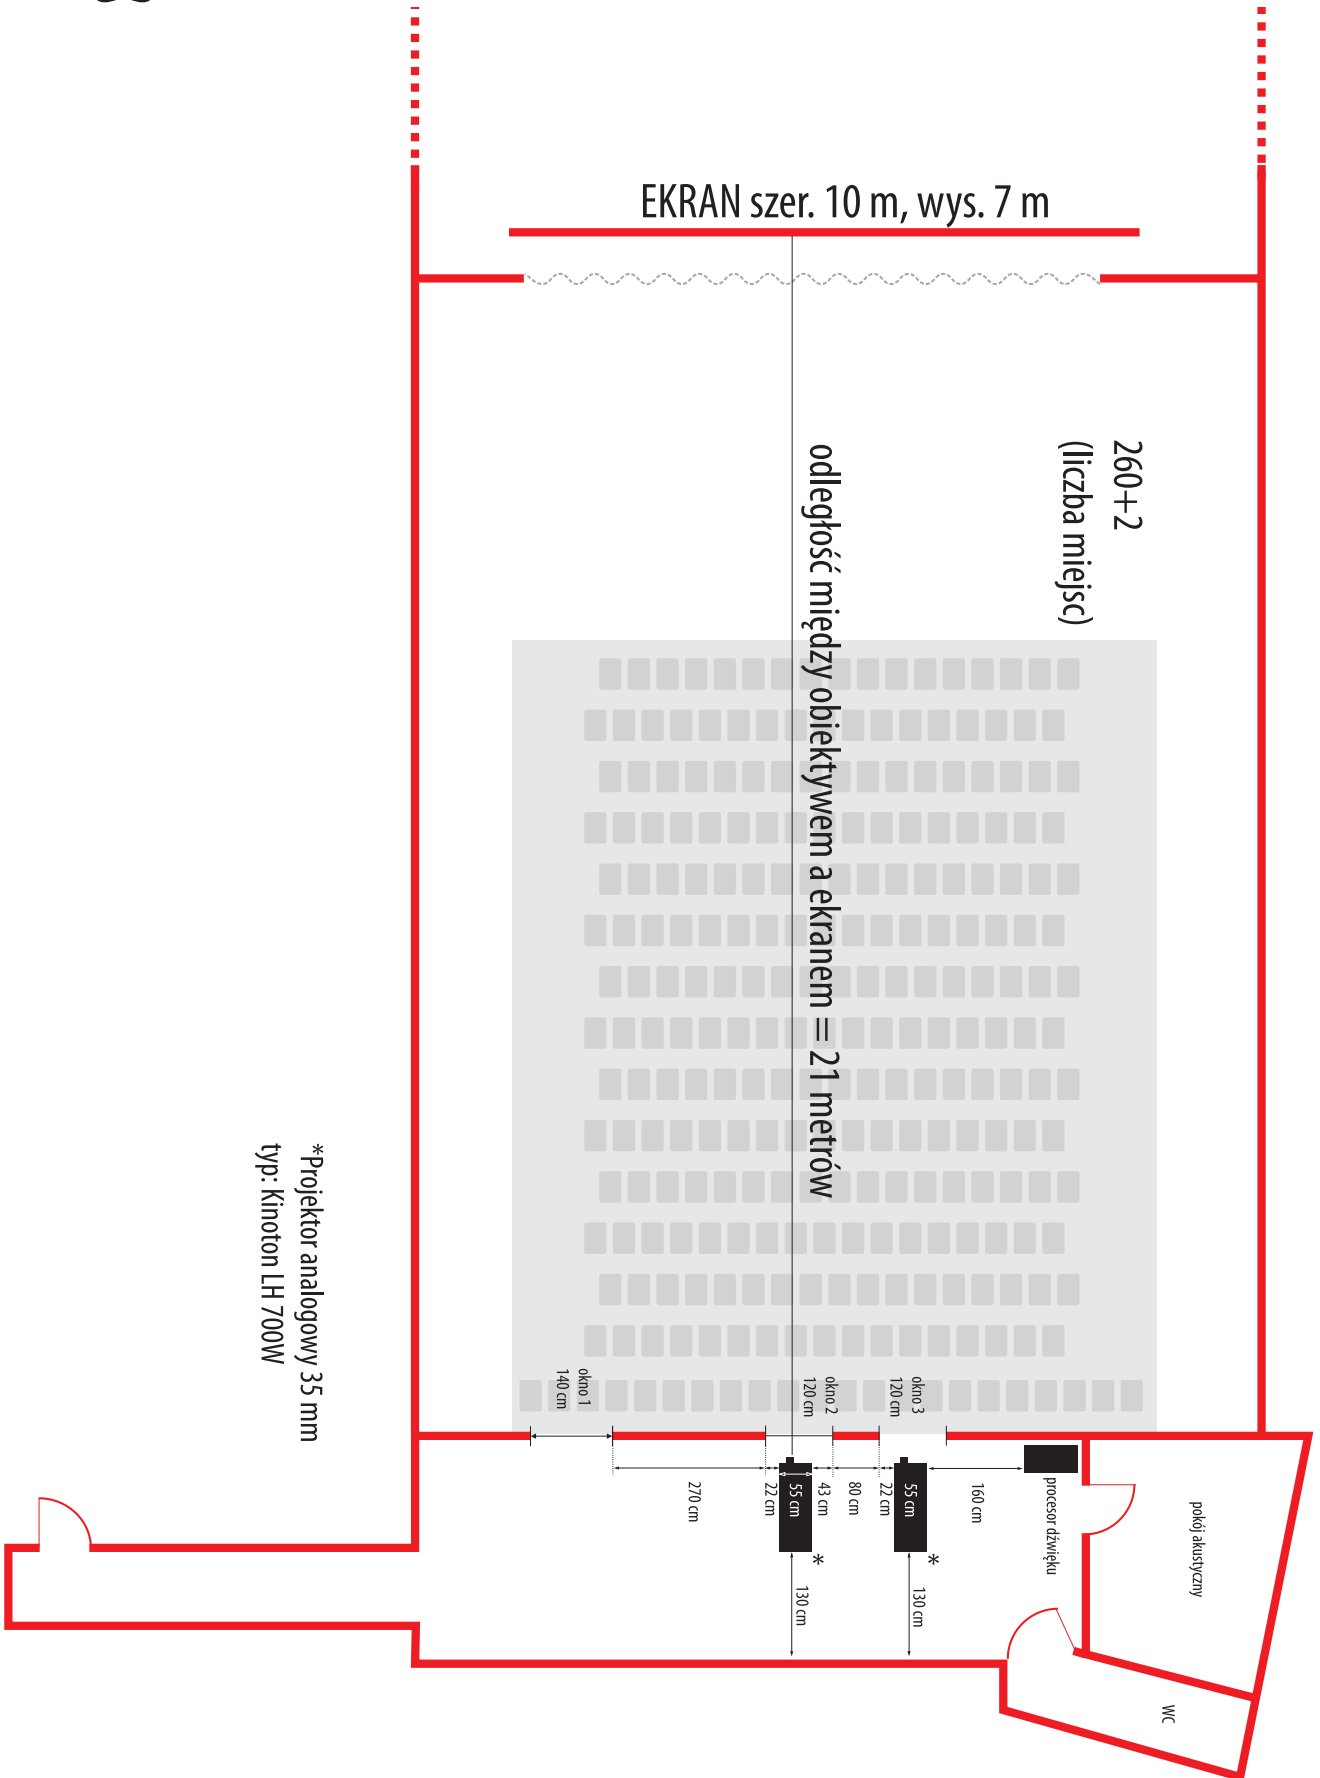 EKRAN szer. 10 m, wys. 7 m
260+2
(liczba miejsc)
odległość między obiektywem a ekranem = 21 metrów
*Projektor analogowy 35 mm
typ: Kinoton LH 700W
okno 1
140 cm
okno 2
120 cm
okno 3
120 cm
270 cm
22 cm
55 cm
43 cm
80 cm
22 cm
55 cm
160 cm
procesor dźwięku
pokój akustyczny
*
*
130 cm
130 cm
WC